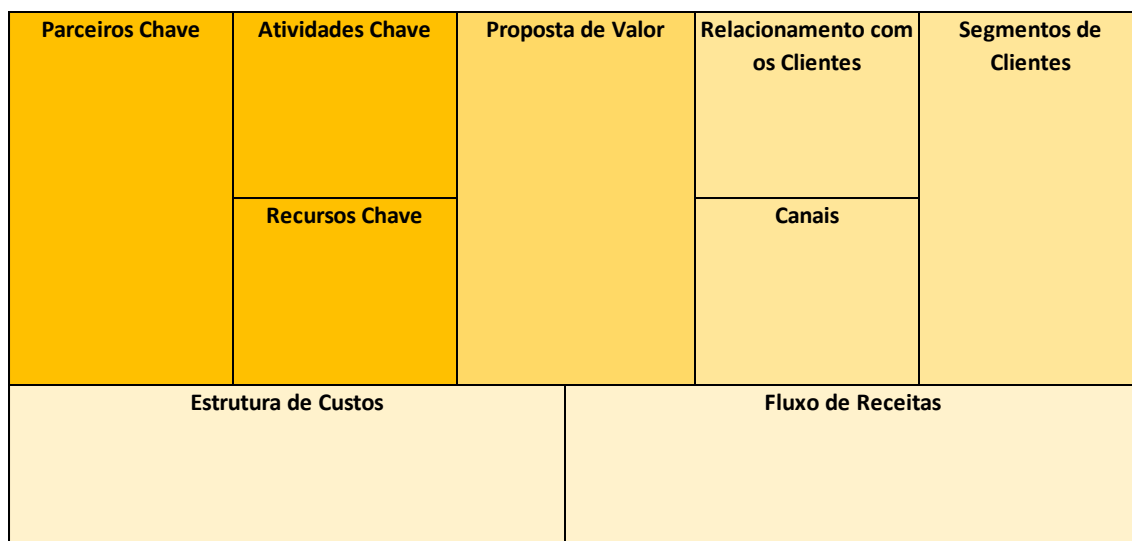 Parceiros Chave
Atividades Chave
Proposta de Valor
Relacionamento com
os Clientes
Segmentos de
Clientes
Recursos Chave
Canais
Estrutura de Custos
Fluxo de Receitas